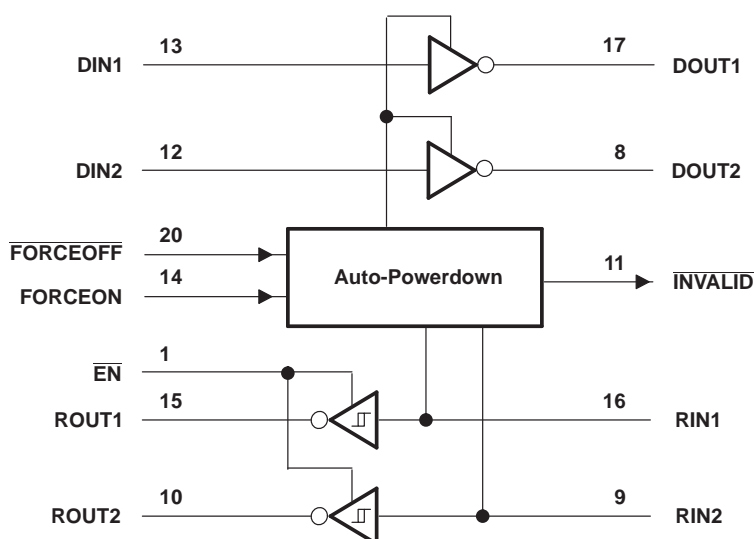 13 17
DIN1 DOUT1
12 8
DIN2 DOUT2
20
FORCEOFF
Auto-Powerdown
11
INVALID
14
FORCEON
1
EN
15 16
ROUT1 RIN1
10 9
ROUT2 RIN2